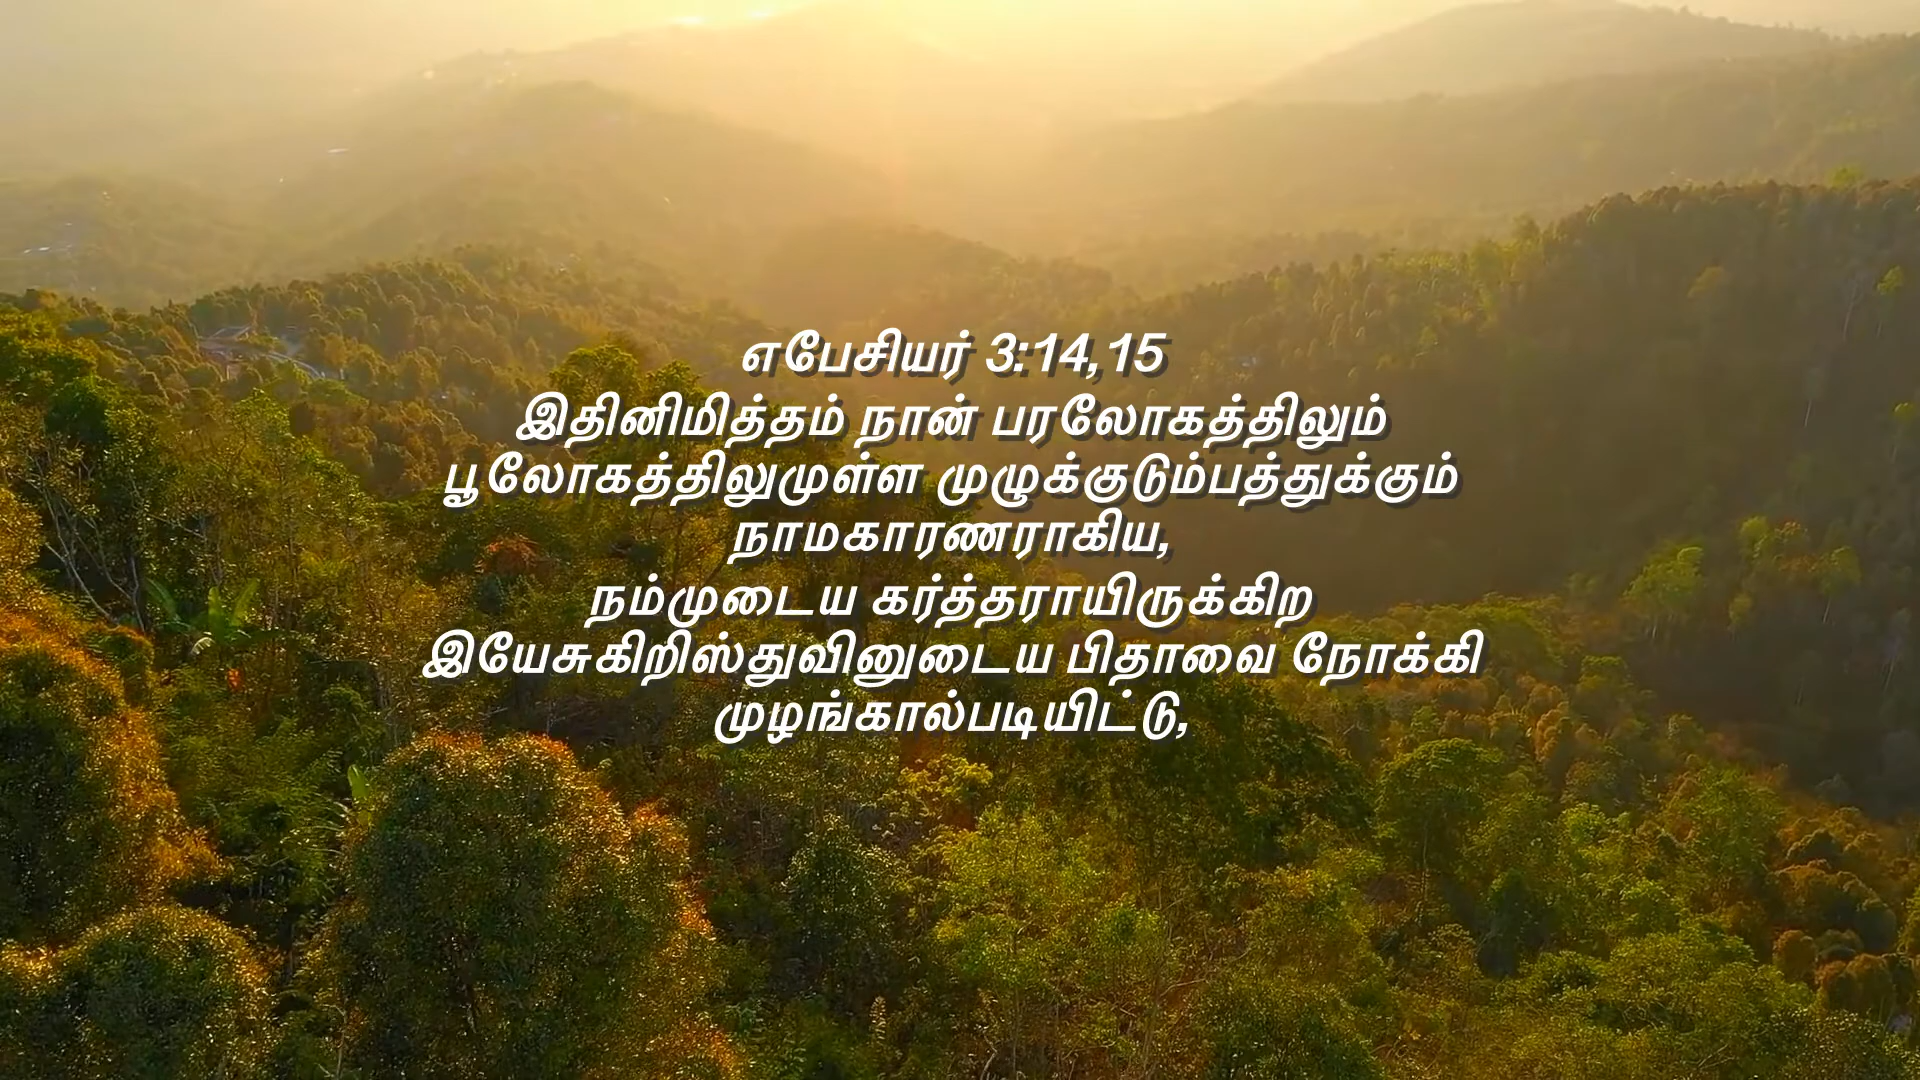 எபேசியர் 3:14,15
இதினிமித்தம் நான் பரலோகத்திலும்
பூலோகத்திலுமுள்ள முழுக்குடும்பத்துக்கும்
நாமகாரணராகிய,
நம்முடைய கர்த்தராயிருக்கிற
இயேசுகிறிஸ்துவினுடைய பிதாவை நோக்கி
முழங்கால்படியிட்டு,